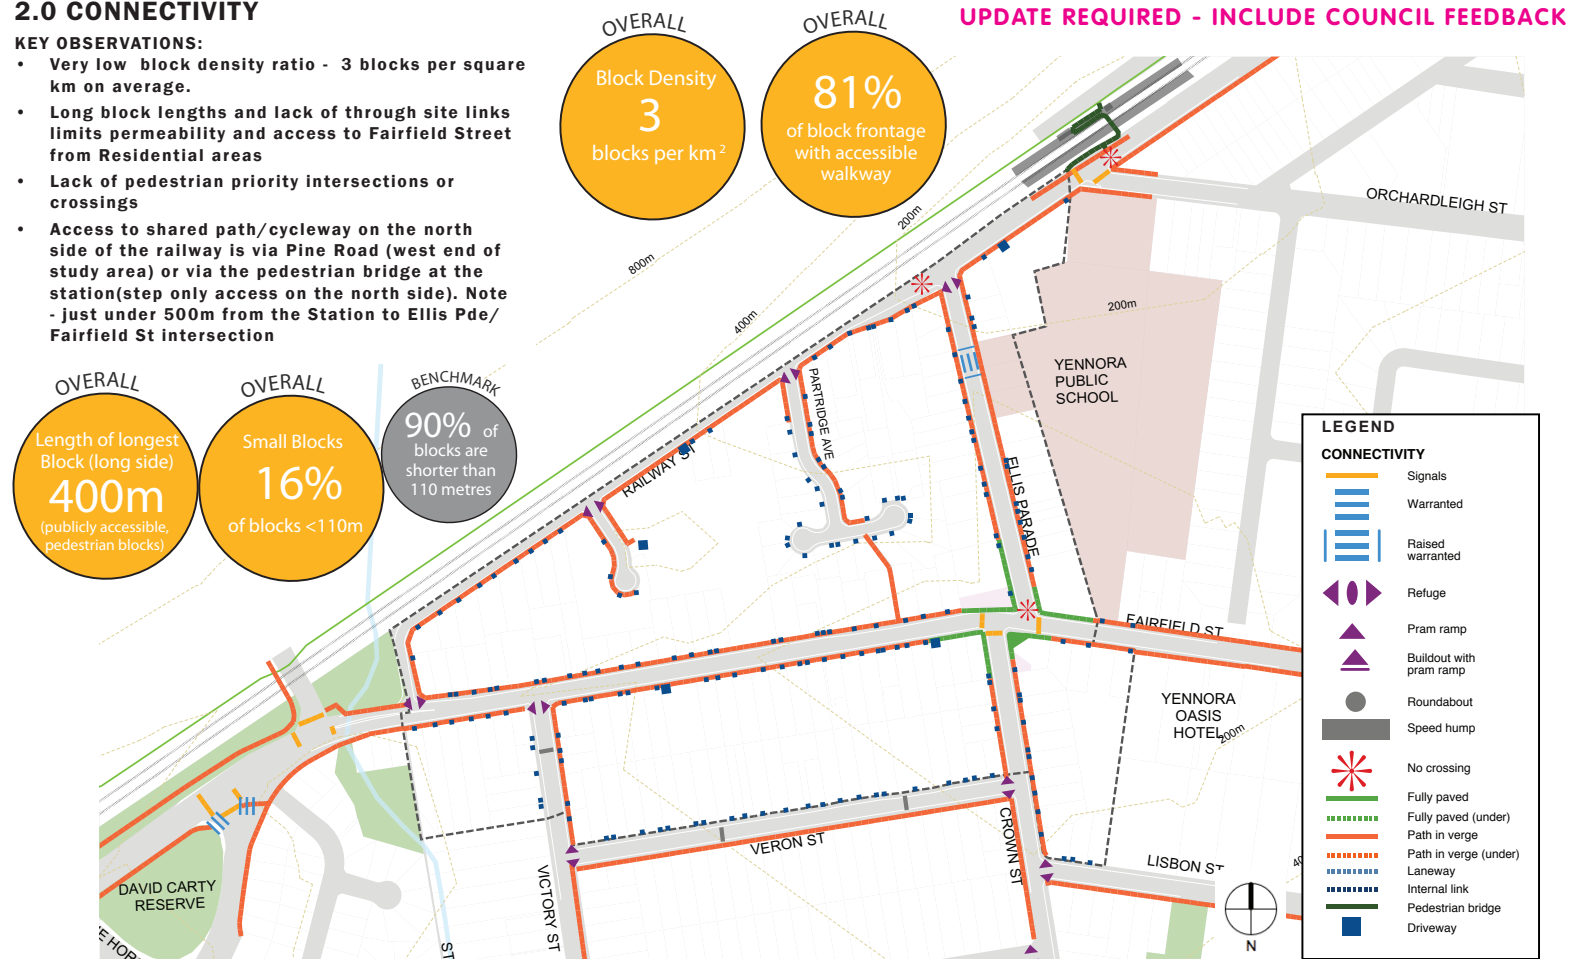 2.0 CONNECTIVITY
UPDATE REQUIRED - INCLUDE COUNCIL FEEDBACK
KEY OBSERVATIONS:
• Very low block density ratio - 3 blocks per square
km on average.
• Long block lengths and lack of through site links
limits permeability and access to Fairfield Street
from Residential areas
• Lack of pedestrian priority intersections or
crossings
• Access to shared path/cycleway on the north
side of the railway is via Pine Road (west end of
study area) or via the pedestrian bridge at the
station(step only access on the north side). Note
- just under 500m from the Station to Ellis Pde/
Fairfield St intersection
OVERALL
Block Density
3
blocks per km²
OVERALL
81%
of block frontage
with accessible
walkway
OVERALL
Length of longest
Block (long side)
400m
(publicly accessible,
pedestrian blocks)
OVERALL
Small Blocks
16%
of blocks <110m
BENCHMARK
90% of
blocks are
shorter than
110 metres
800m
400m
200m
200m
200m
ORCHARDLEIGH ST
YENNORA
PUBLIC
SCHOOL
PARTRIDGE AVE
RAILWAY ST
ELLIS PARADE
FAIRFIELD ST
YENNORA
OASIS
HOTEL
VERON ST
CROWN ST
LISBON ST
VICTORY ST
DAVID CARTY
RESERVE
E HOR
ST
40
N
LEGEND
CONNECTIVITY
Signals
Warranted
Raised
warranted
Refuge
Pram ramp
Buildout with
pram ramp
Roundabout
Speed hump
No crossing
Fully paved
Fully paved (under)
Path in verge
Path in verge (under)
Laneway
Internal link
Pedestrian bridge
Driveway